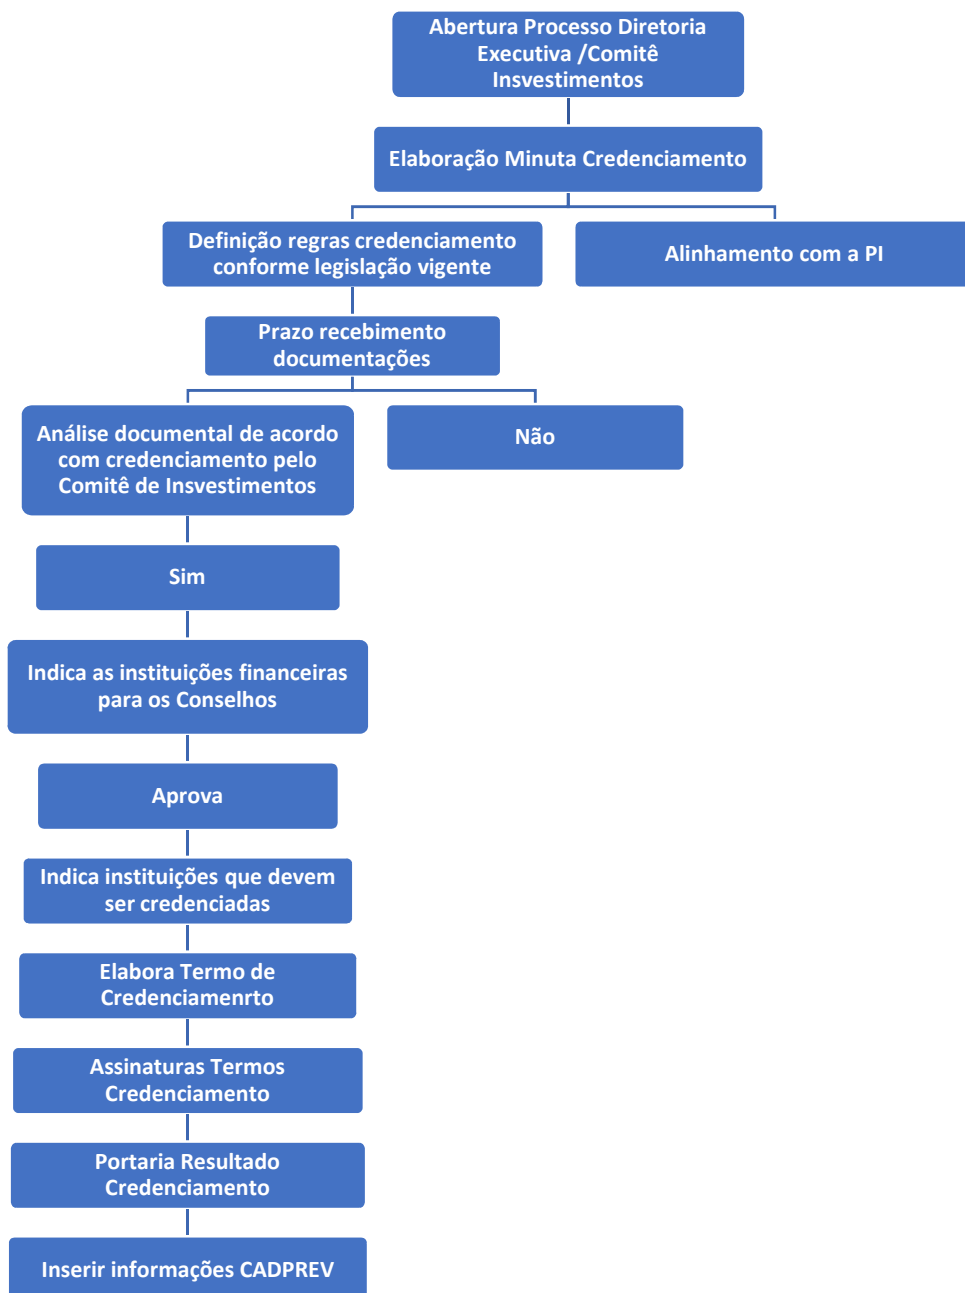 Abertura Processo Diretoria
Executiva /Comitê
Insvestimentos
Elaboração Minuta Credenciamento
Definição regras credenciamento
conforme legislação vigente
Alinhamento com a PI
Prazo recebimento
documentações
Análise documental de acordo
com credenciamento pelo
Comitê de Insvestimentos
Não
Sim
Indica as instituições financeiras
para os Conselhos
Aprova
Indica instituições que devem
ser credenciadas
Elabora Termo de
Credenciamenrto
Assinaturas Termos
Credenciamento
Portaria Resultado
Credenciamento
Inserir informações CADPREV